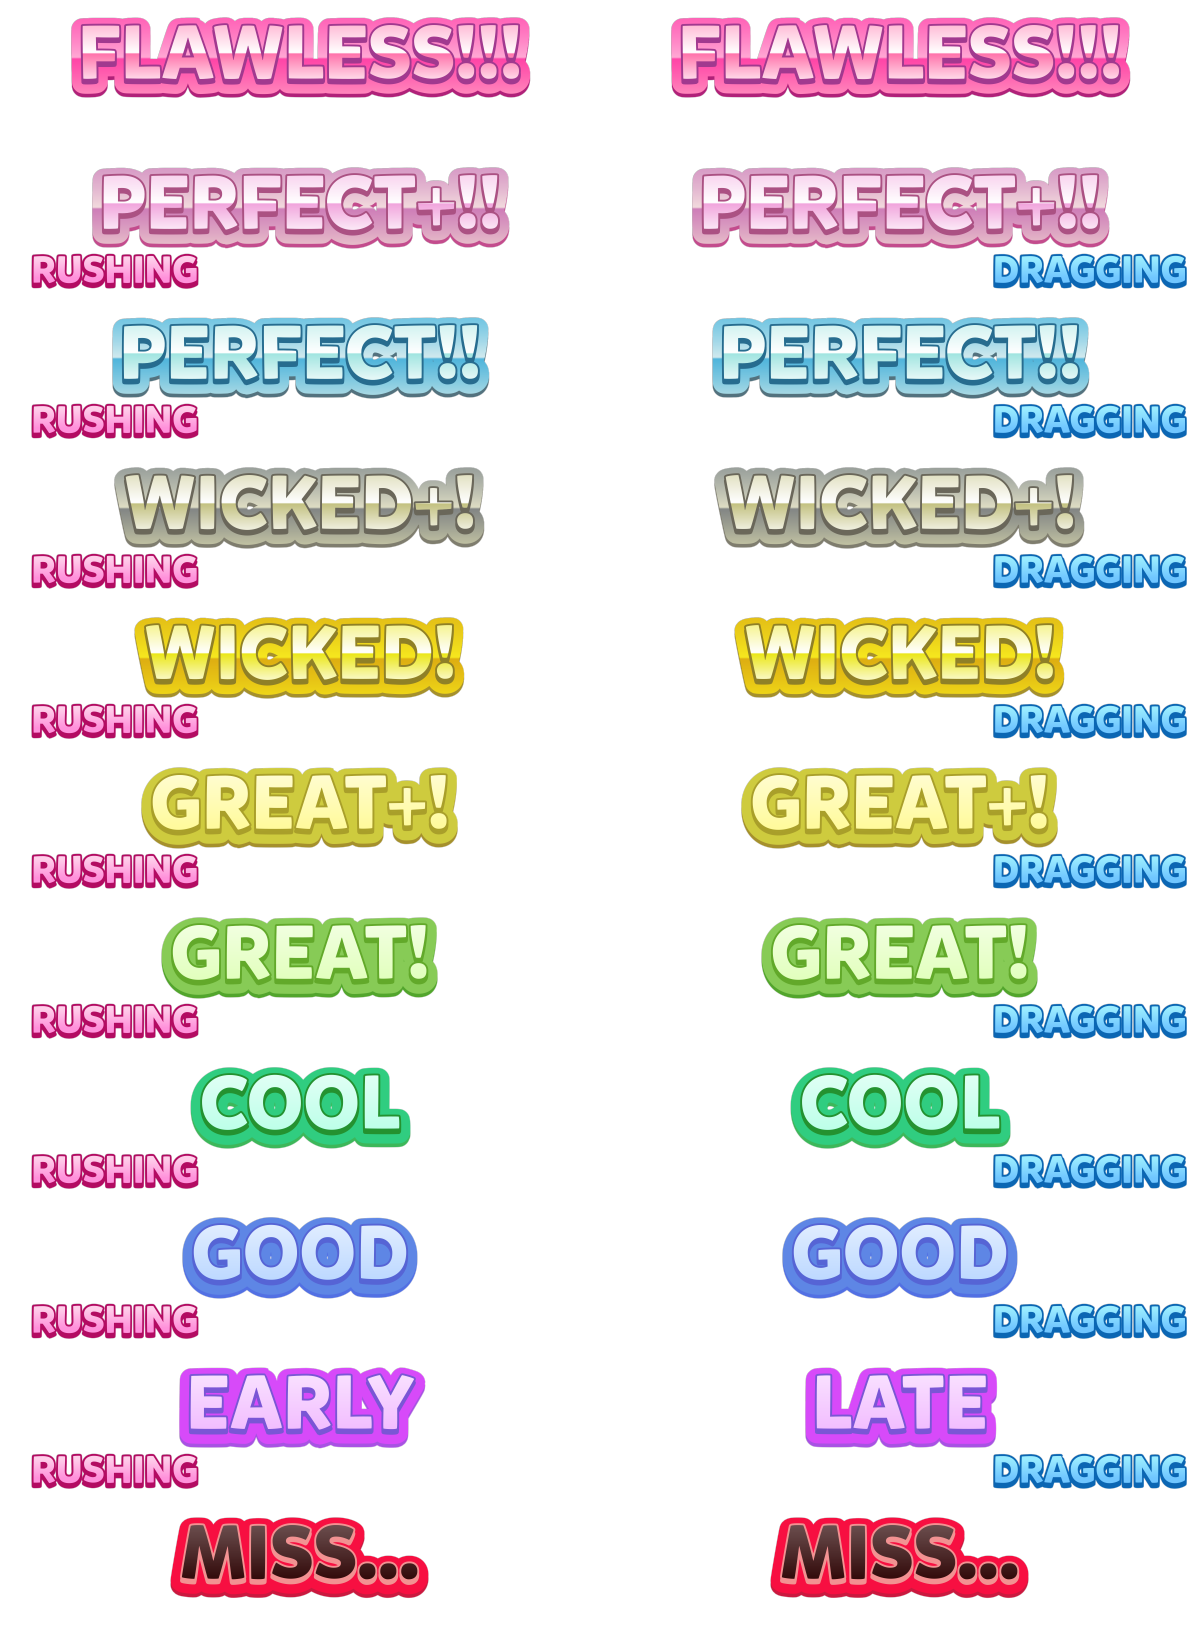 FLAWLESS!!! FLAWLESS!!!
PERFECT+!! PERFECT+!!
RUSHING DRAGGING
PERFECT!! PERFECT!!
RUSHING DRAGGING
WICKED+! WICKED+!
RUSHING DRAGGING
WICKED! WICKED!
RUSHING DRAGGING
GREAT+! GREAT+!
RUSHING DRAGGING
GREAT! GREAT!
RUSHING DRAGGING
COOL COOL
RUSHING DRAGGING
GOOD GOOD
RUSHING DRAGGING
EARLY LATE
RUSHING DRAGGING
MISS... MISS...